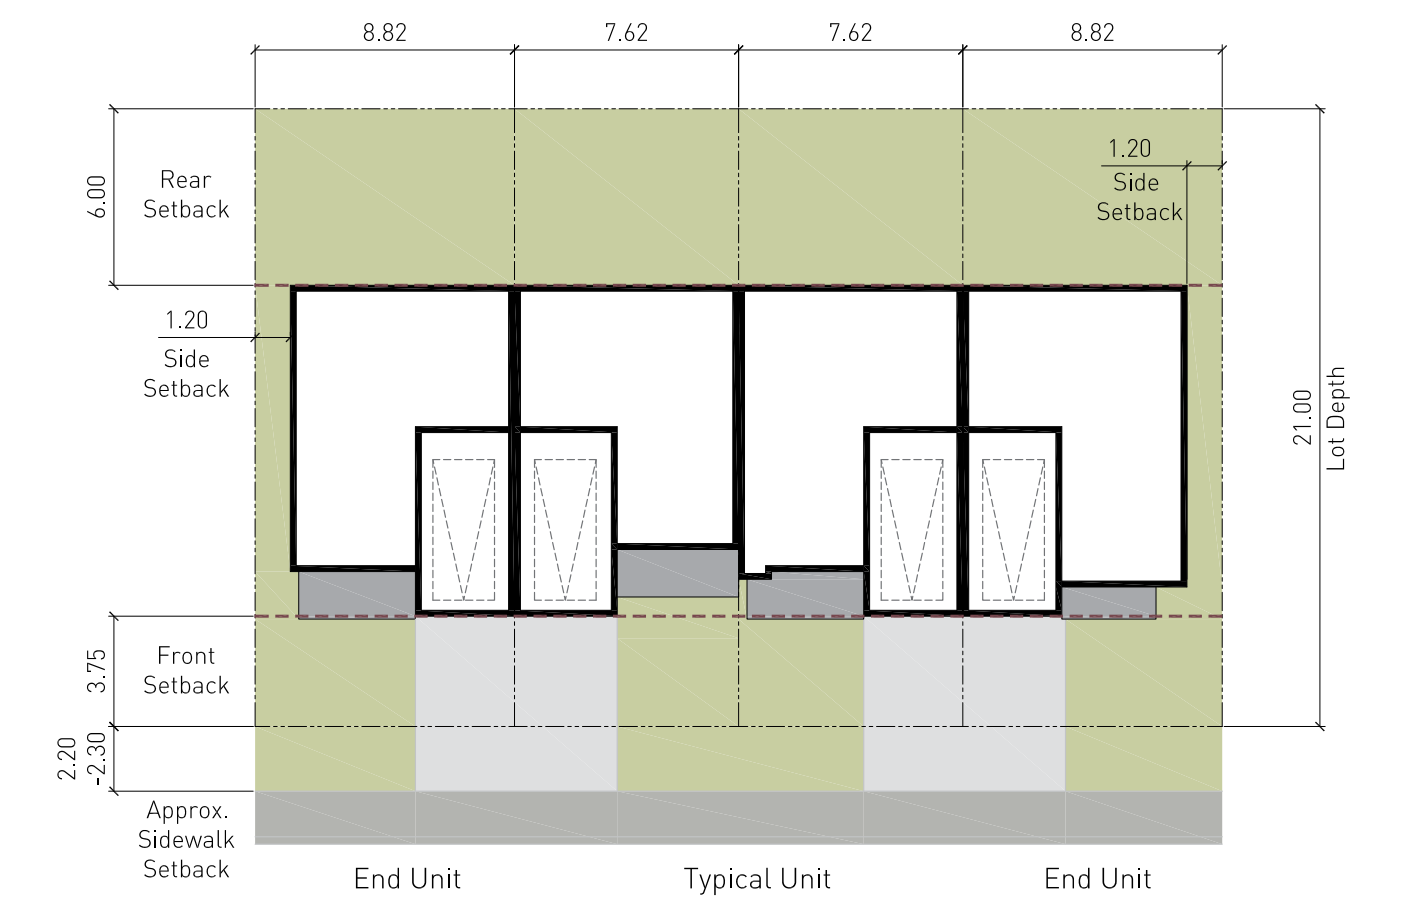 8.82
7.62
7.62
8.82
1.20
Side
Setback
6.00
Rear
Setback
1.20
Side
Setback
21.00
Lot Depth
3.75
Front
Setback
2.20
-2.30
Approx.
Sidewalk
Setback
End Unit
Typical Unit
End Unit